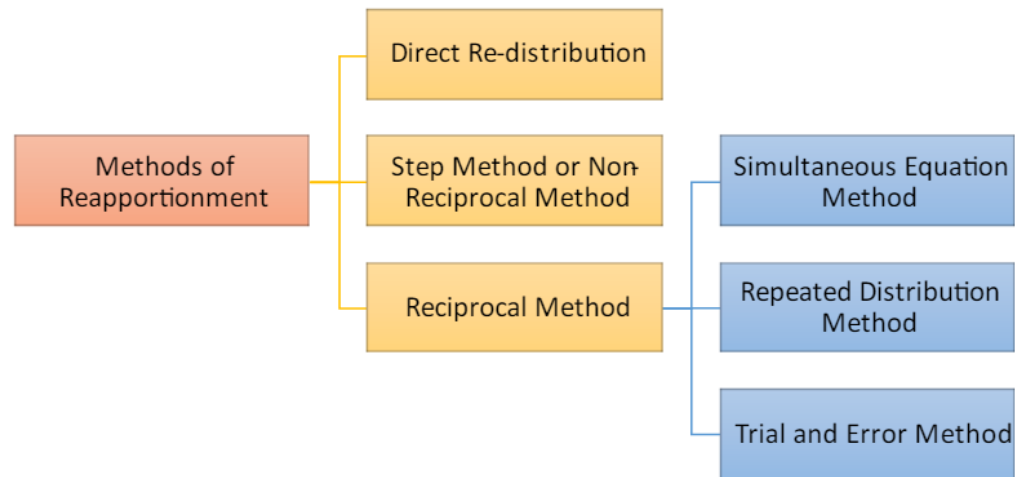 Direct Re-distribution
Methods of
Reapportionment
Step Method or Non-
Reciprocal Method
Reciprocal Method
Simultaneous Equation
Method
Repeated Distribution
Method
Trial and Error Method